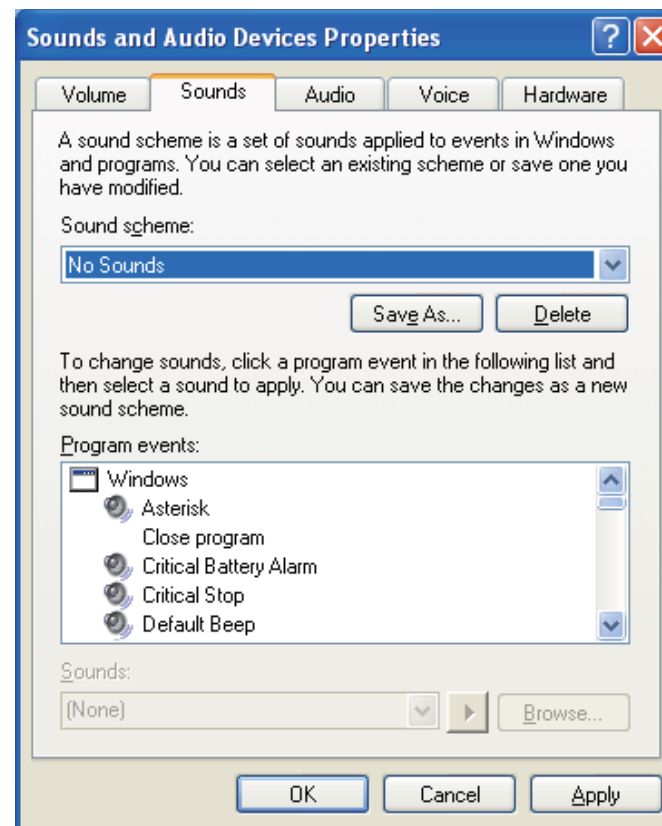 Sounds and Audio Devices Properties
Volume Sounds Audio Voice Hardware
A sound scheme is a set of sounds applied to events in Windows
and programs. You can select an existing scheme or save one you
have modified.
Sound scheme:
No Sounds
Save As... Delete
To change sounds, click a program event in the following list and
then select a sound to apply. You can save the changes as a new
sound scheme.
Program events:
Windows
Asterisk
Close program
Critical Battery Alarm
Critical Stop
Default Beep
Sounds:
(None) Browse...
OK Cancel Apply